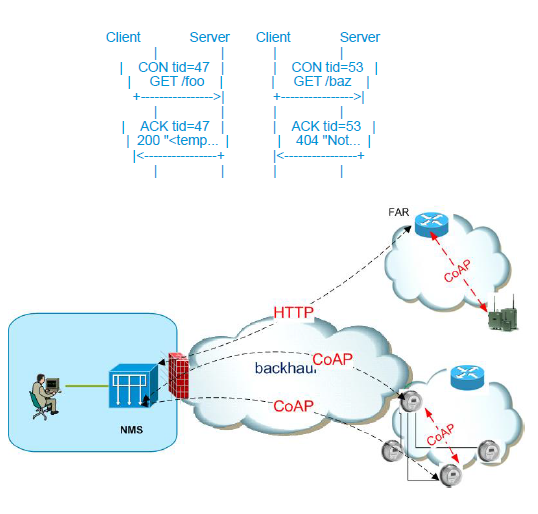 Client Server Client Server
| | | |
| CON tid=47 | | CON tid=53 |
| GET /foo | | GET /baz |
+---------------->| +---------------->|
| | | |
| ACK tid=47 | | ACK tid=53 |
| 200 "<temp... | | 404 "Not... |
|<----------------+ |<----------------+
| | | |
FAR
CoAP
HTTP
CoAP
backhaul
CoAP
NMS
CoAP